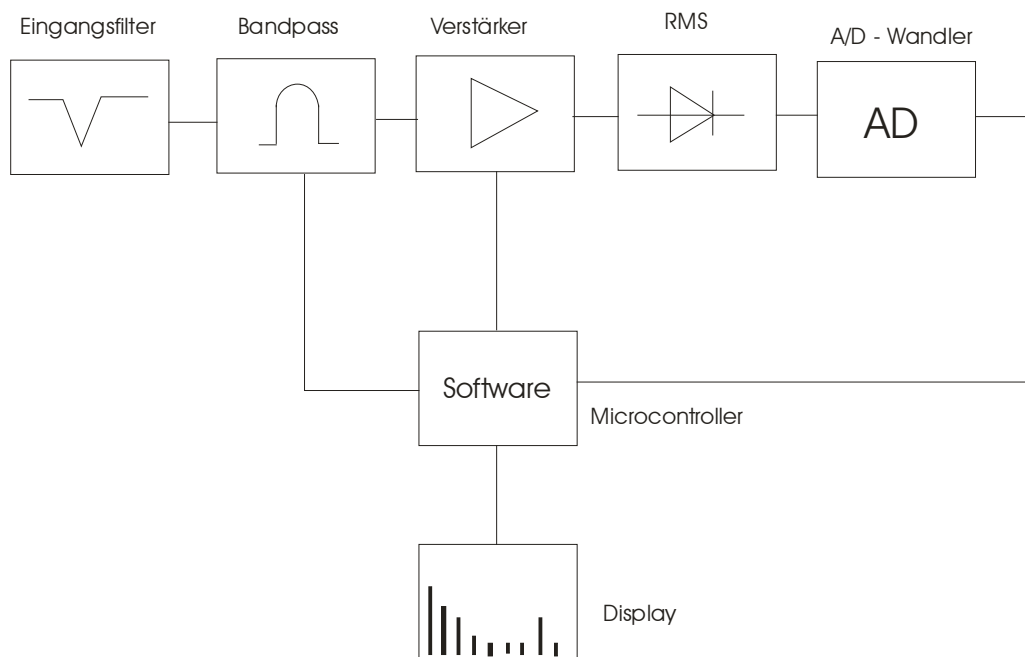 Eingangsfilter
Bandpass
Verstärker
RMS
A/D - Wandler
AD
Software
Microcontroller
Display